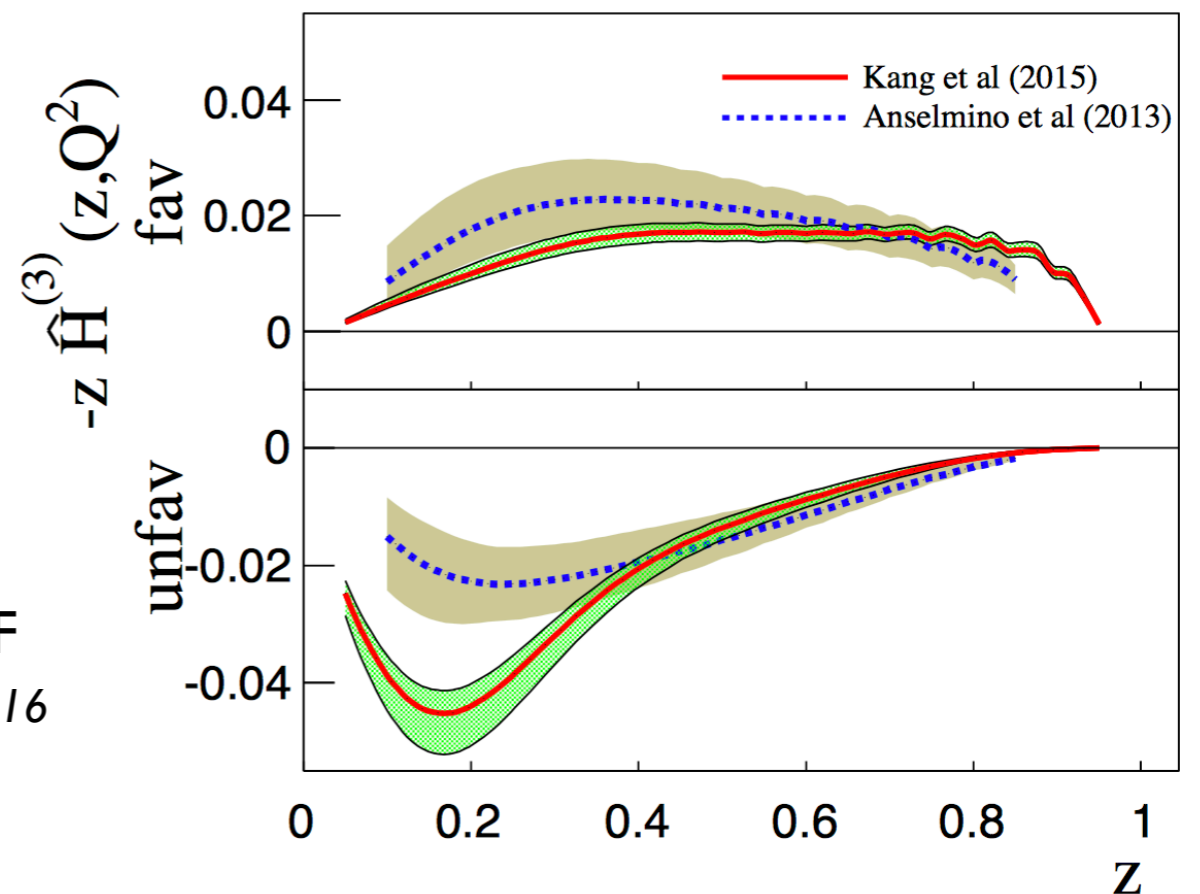 -z Ĥ^(3) (z,Q²)
fav
unfav
0.04
0.02
0
Kang et al (2015)
Anselmino et al (2013)
0
-0.02
-0.04
16
0
0.2
0.4
0.6
0.8
1
z